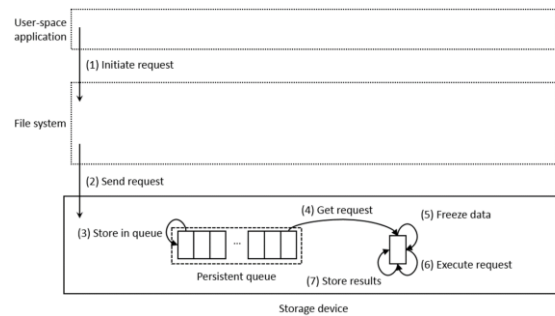 User-space
application
(1) Initiate request
File system
(2) Send request
(4) Get request
(5) Freeze data
(3) Store in queue
...
(6) Execute request
Persistent queue
(7) Store results
Storage device